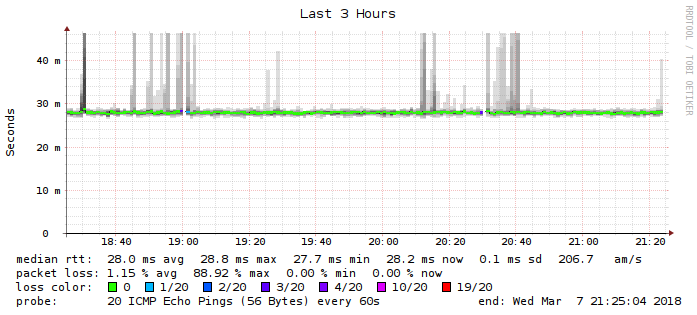 Last 3 Hours
RRDTOOL / TOBI OETIKER
Seconds
40 m
30 m
20 m
10 m
0
18:40 19:00 19:20 19:40 20:00 20:20 20:40 21:00 21:20
median rtt: 28.0 ms avg 28.8 ms max 27.7 ms min 28.2 ms now 0.1 ms sd 206.7 am/s
packet loss: 1.15 % avg 88.92 % max 0.00 % min 0.00 % now
loss color: 0 1/20 2/20 3/20 4/20 10/20 19/20
probe: 20 ICMP Echo Pings (56 Bytes) every 60s end: Wed Mar 7 21:25:04 2018